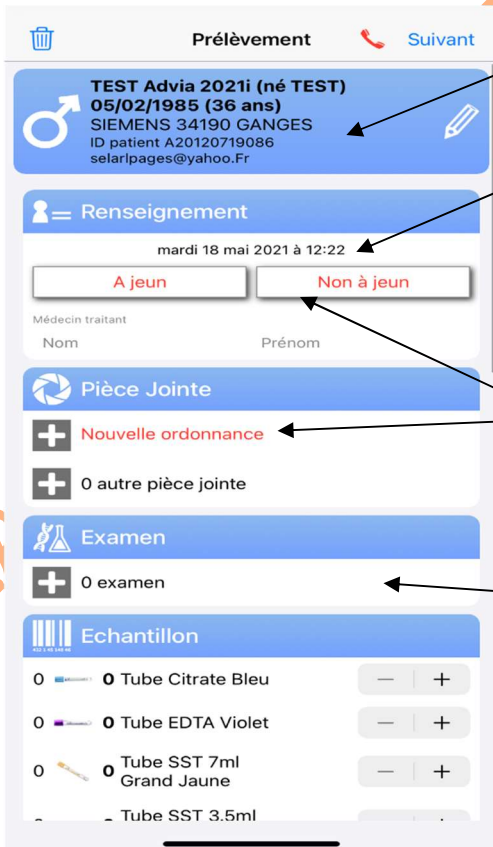 Prélèvement
Suivant
TEST Advia 2021i (né TEST)
05/02/1985 (36 ans)
SIEMENS 34190 GANGES
ID patient A20120719086
selarlpages@yahoo.Fr
Renseignement
mardi 18 mai 2021 à 12:22
A jeun
Non à jeun
Médecin traitant
Nom
Prénom
Pièce Jointe
Nouvelle ordonnance
0 autre pièce jointe
Examen
0 examen
Echantillon
0 0 Tube Citrate Bleu
0 0 Tube EDTA Violet
0 0 Tube SST 7ml
Grand Jaune
Tube SST 3.5ml